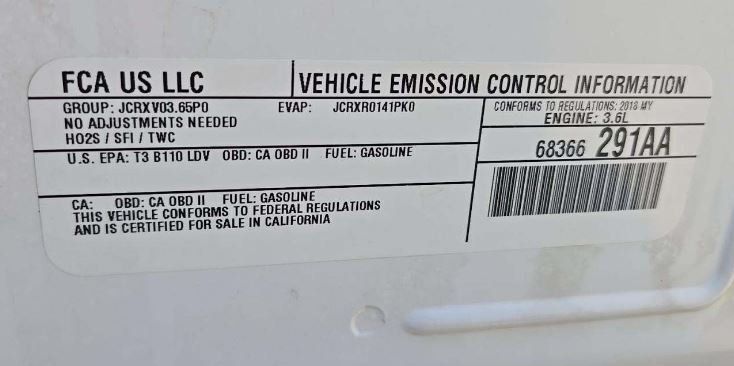 FCA US LLC
VEHICLE EMISSION CONTROL INFORMATION
GROUP: JCRXV03.65P0 EVAP: JCRXR0141PK0
NO ADJUSTMENTS NEEDED
HO2S / SFI / TWC
CONFORMS TO REGULATIONS: 2018 MY
ENGINE: 3.6L
U.S. EPA: T3 B110 LDV OBD: CA OBD II FUEL: GASOLINE
68366 291AA
CA: OBD: CA OBD II FUEL: GASOLINE
THIS VEHICLE CONFORMS TO FEDERAL REGULATIONS
AND IS CERTIFIED FOR SALE IN CALIFORNIA